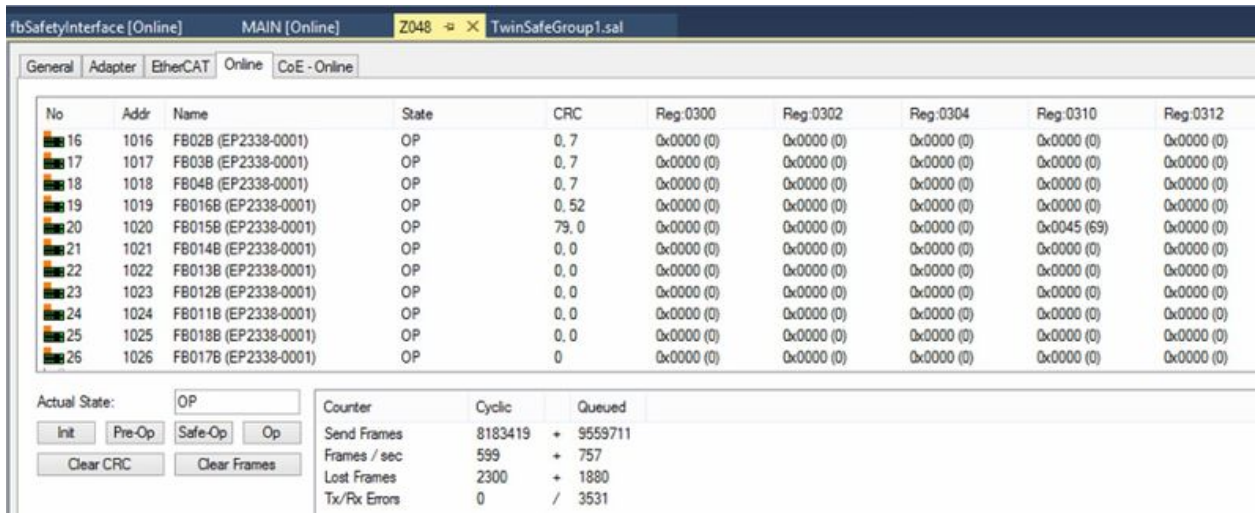 fbSafetyInterface [Online] MAIN [Online] Z048 TwinSafeGroup1.sal
General Adapter EtherCAT Online CoE - Online
No Addr Name State CRC Reg:0300 Reg:0302 Reg:0304 Reg:0310 Reg:0312
16 1016 FB02B (EP2338-0001) OP 0, 7 0x0000 (0) 0x0000 (0) 0x0000 (0) 0x0000 (0) 0x0000 (0)
17 1017 FB03B (EP2338-0001) OP 0, 7 0x0000 (0) 0x0000 (0) 0x0000 (0) 0x0000 (0) 0x0000 (0)
18 1018 FB04B (EP2338-0001) OP 0, 7 0x0000 (0) 0x0000 (0) 0x0000 (0) 0x0000 (0) 0x0000 (0)
19 1019 FB016B (EP2338-0001) OP 0, 52 0x0000 (0) 0x0000 (0) 0x0000 (0) 0x0000 (0) 0x0000 (0)
20 1020 FB015B (EP2338-0001) OP 79, 0 0x0000 (0) 0x0000 (0) 0x0000 (0) 0x0045 (69) 0x0000 (0)
21 1021 FB014B (EP2338-0001) OP 0, 0 0x0000 (0) 0x0000 (0) 0x0000 (0) 0x0000 (0) 0x0000 (0)
22 1022 FB013B (EP2338-0001) OP 0, 0 0x0000 (0) 0x0000 (0) 0x0000 (0) 0x0000 (0) 0x0000 (0)
23 1023 FB012B (EP2338-0001) OP 0, 0 0x0000 (0) 0x0000 (0) 0x0000 (0) 0x0000 (0) 0x0000 (0)
24 1024 FB011B (EP2338-0001) OP 0, 0 0x0000 (0) 0x0000 (0) 0x0000 (0) 0x0000 (0) 0x0000 (0)
25 1025 FB018B (EP2338-0001) OP 0, 0 0x0000 (0) 0x0000 (0) 0x0000 (0) 0x0000 (0) 0x0000 (0)
26 1026 FB017B (EP2338-0001) OP 0 0x0000 (0) 0x0000 (0) 0x0000 (0) 0x0000 (0) 0x0000 (0)
Actual State: OP
Init Pre-Op Safe-Op Op
Clear CRC Clear Frames
Counter Cyclic Queued
Send Frames 8183419 + 9559711
Frames / sec 599 + 757
Lost Frames 2300 + 1880
Tx/Rx Errors 0 / 3531